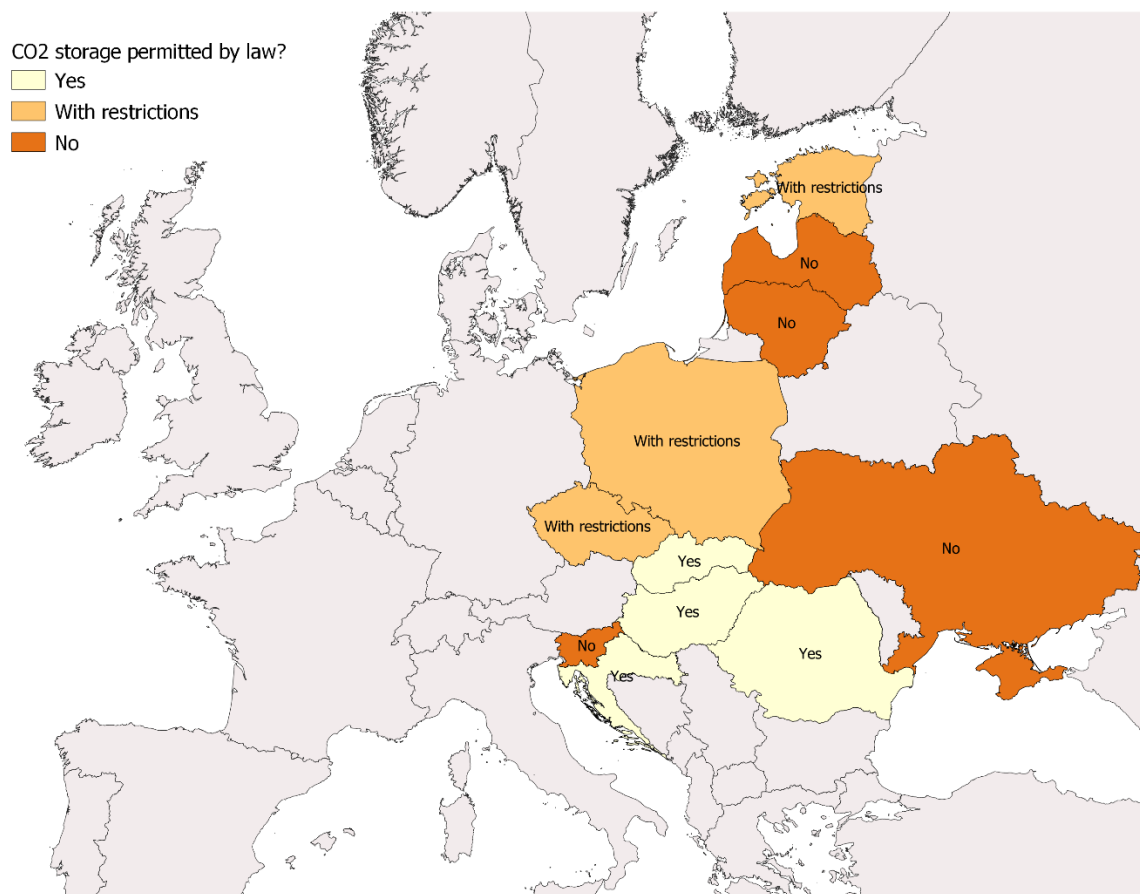 CO2 storage permitted by law?
Yes
With restrictions
No
With restrictions
No
No
With restrictions
With restrictions
No
Yes
Yes
No
Yes
Yes